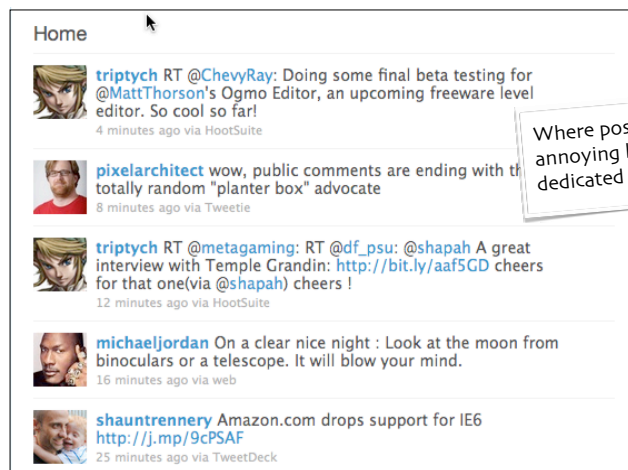 Home
triptych RT @ChevyRay: Doing some final beta testing for
@MattThorson's Ogmo Editor, an upcoming freeware level
editor. So cool so far!
4 minutes ago via HootSuite
Where
annoying
dedicated
pixelarchitect wow, public comments are ending with
totally random "planter box" advocate
8 minutes ago via Tweetie
triptych RT @metagaming: RT @df_psu: @shapah A great
interview with Temple Grandin: http://bit.ly/aaf5GD cheers
for that one(via @shapah) cheers !
12 minutes ago via HootSuite
michaeljordan On a clear nice night : Look at the moon from
binoculars or a telescope. It will blow your mind.
16 minutes ago via web
shauntrennery Amazon.com drops support for IE6
http://j.mp/9cPSAF
25 minutes ago via TweetDeck